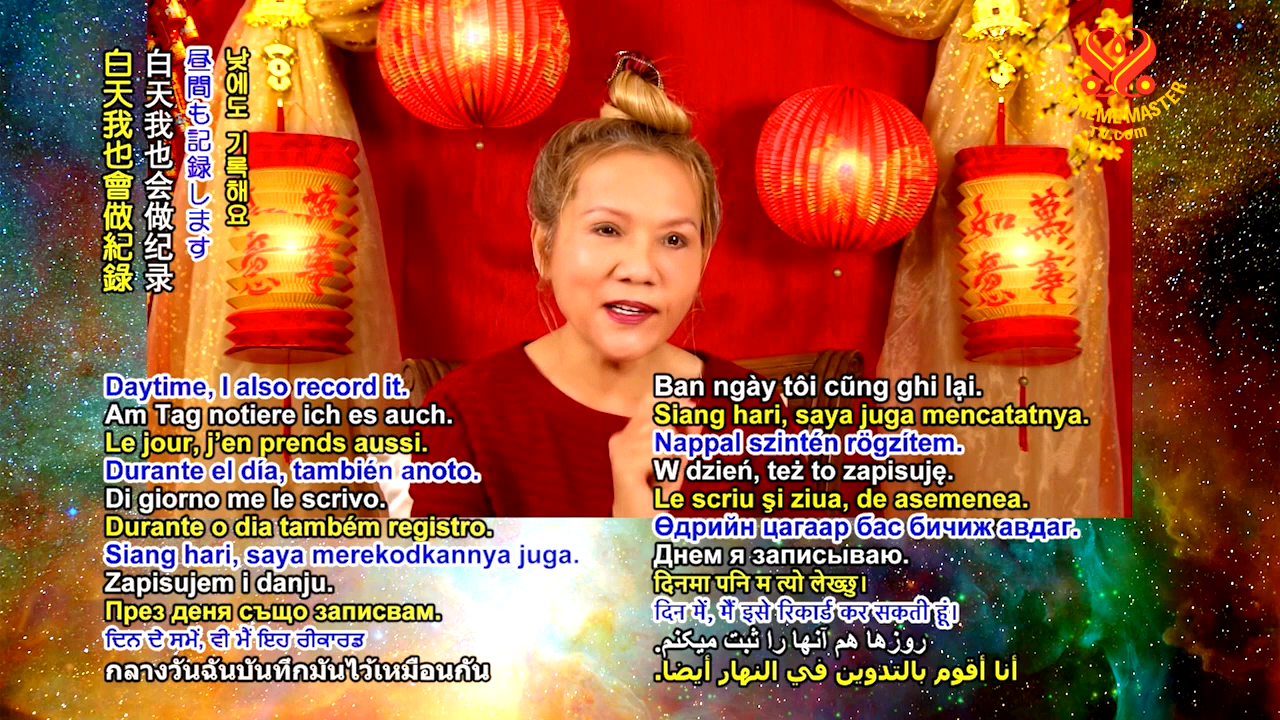 白天我也會做紀錄
白天我也会做纪录
昼間も記録します
낮에도 기록해요
Daytime, I also record it.
Am Tag notiere ich es auch.
Le jour, j’en prends aussi.
Durante el día, también anoto.
Di giorno me le scrivo.
Durante o dia também registro.
Siang hari, saya merekodkannya juga.
Zapisujem i danju.
През деня също записвам.
ਦਿਨ ਦੇ ਸਮੇਂ, ਵੀ ਮੈਂ ਇਹ ਰੀਕਾਰਡ
กลางวันฉันบันทึกมันไว้เหมือนกัน
Ban ngày tôi cũng ghi lại.
Siang hari, saya juga mencatatnya.
Nappal szintén rögzítem.
W dzień, też to zapisuję.
Le scriu şi ziua, de asemenea.
Өдрийн цагаар бас бичиж авдаг.
Днем я записываю.
दिनमा पनि म त्यो लेख्छु।
दिन में, मैं इसे रिकार्ड कर सकती हूं।
روزها هم آنها را ثبت میکنم.
أنا أقوم بالتدوين في النهار أيضا.
SUPREME MASTER
TV.com
萬事
如意